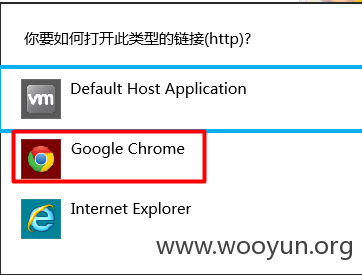 你要如何打开此类型的链接(http)?
vm
Default Host Application
Google Chrome
Internet Explorer
www.wooyun.org